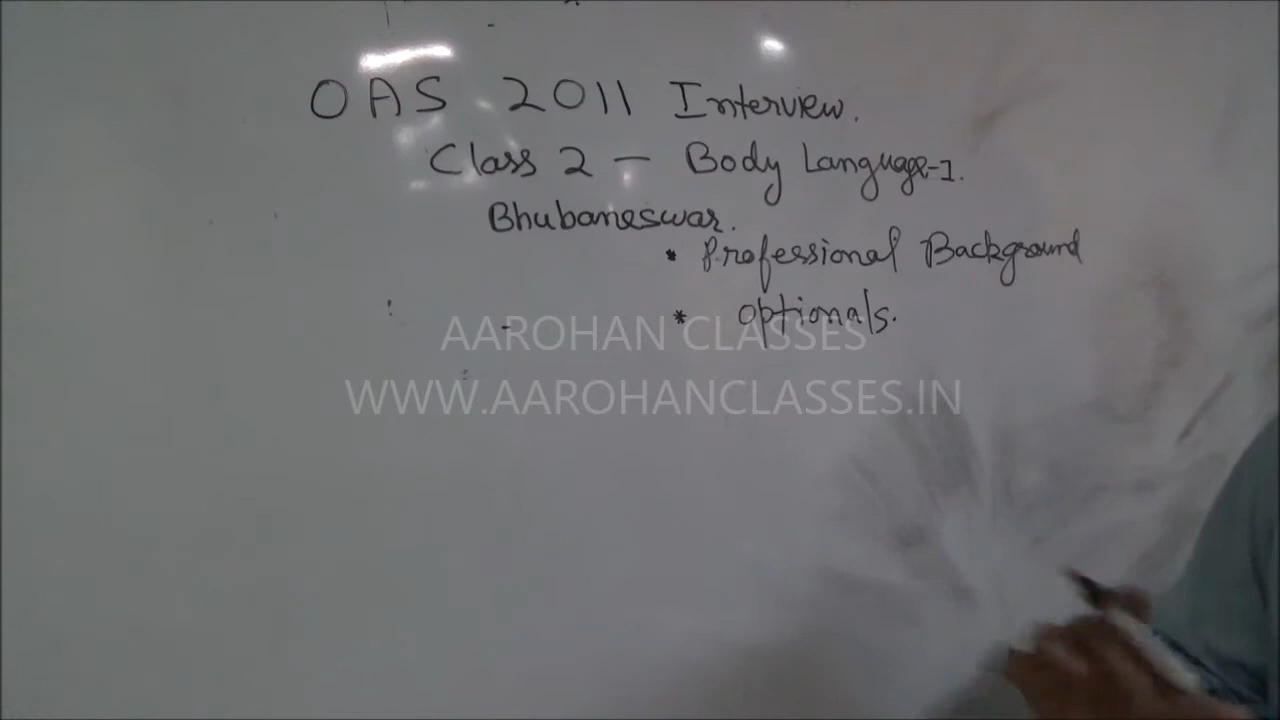 OAS 2011 Interview.
Class 2 — Body Language-1.
Bhubaneswar.
* Professional Background
* Optionals.
AAROHAN CLASSES
WWW.AAROHANCLASSES.IN